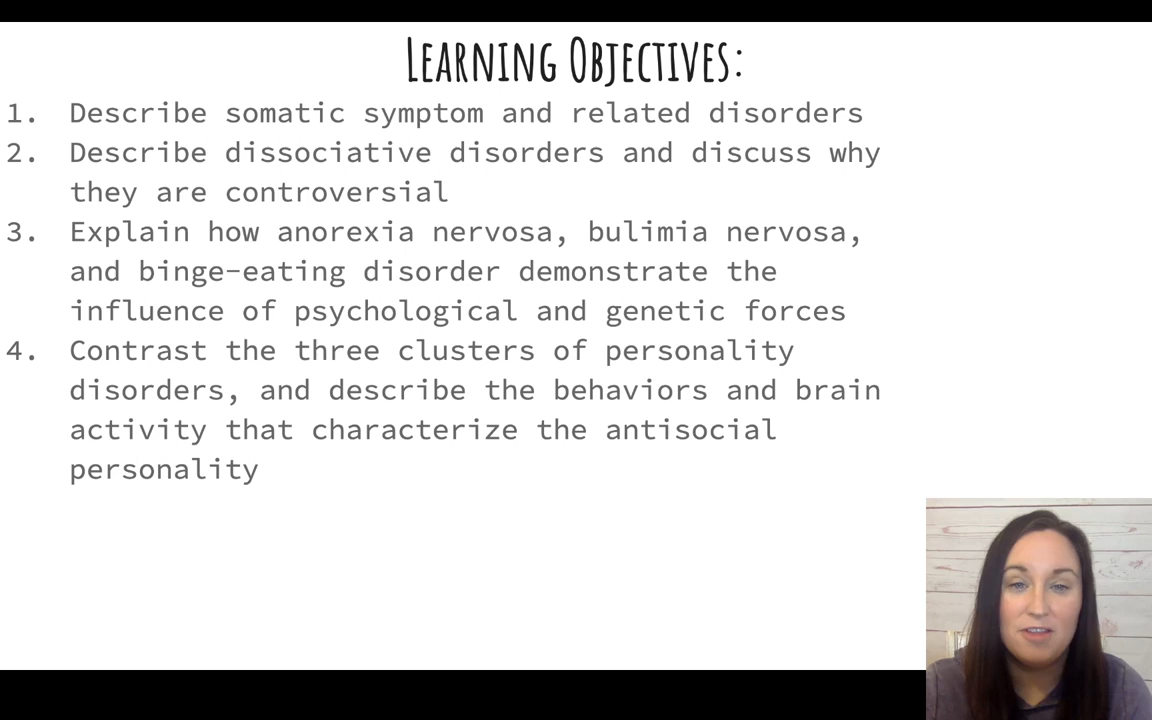 Learning Objectives:
1. Describe somatic symptom and related disorders
2. Describe dissociative disorders and discuss why
they are controversial
3. Explain how anorexia nervosa, bulimia nervosa,
and binge-eating disorder demonstrate the
influence of psychological and genetic forces
4. Contrast the three clusters of personality
disorders, and describe the behaviors and brain
activity that characterize the antisocial
personality